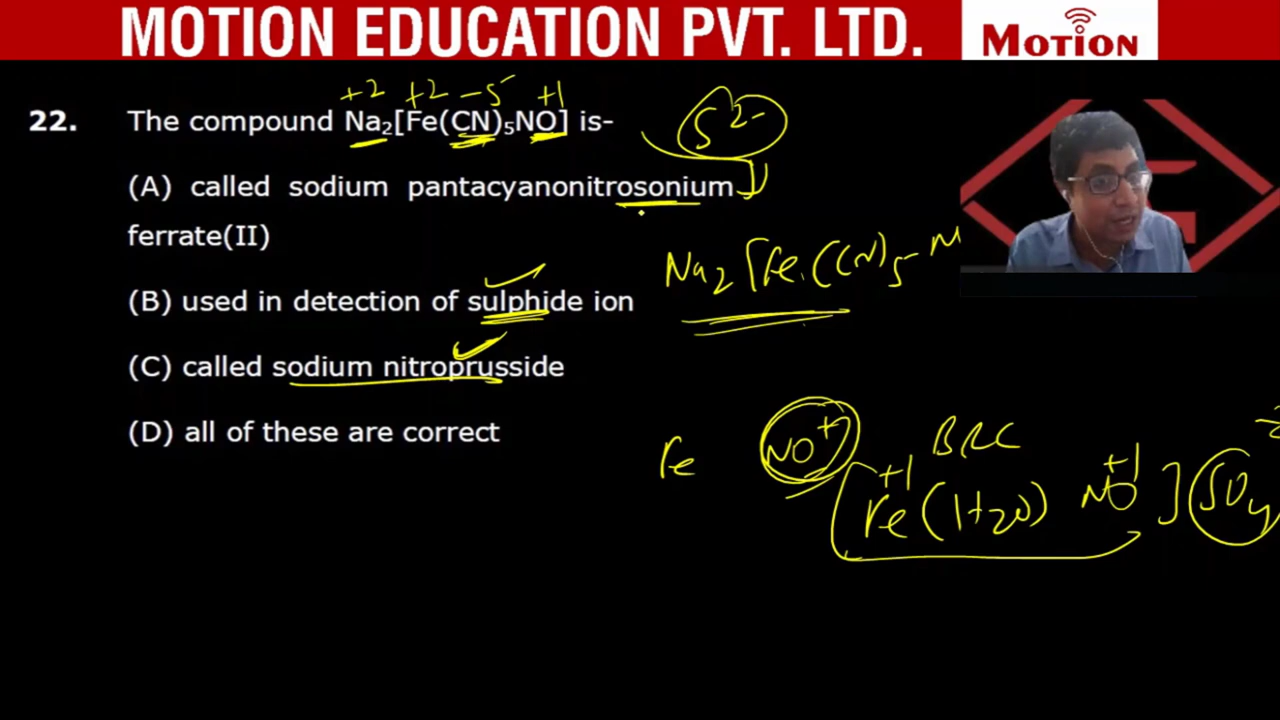 MOTION EDUCATION PVT. LTD.
MOTION
+2 +2 -5 +1
22. The compound Na₂[Fe(CN)₅NO] is-
S²⁻
(A) called sodium pantacyanonitrosonium
ferrate(II)
Na₂[Fe(CN)₅ N
(B) used in detection of sulphide ion
(C) called sodium nitroprusside
(D) all of these are correct
Fe NO⁺ BRC
+1 +1
[Fe(H₂O) NO]SO₄